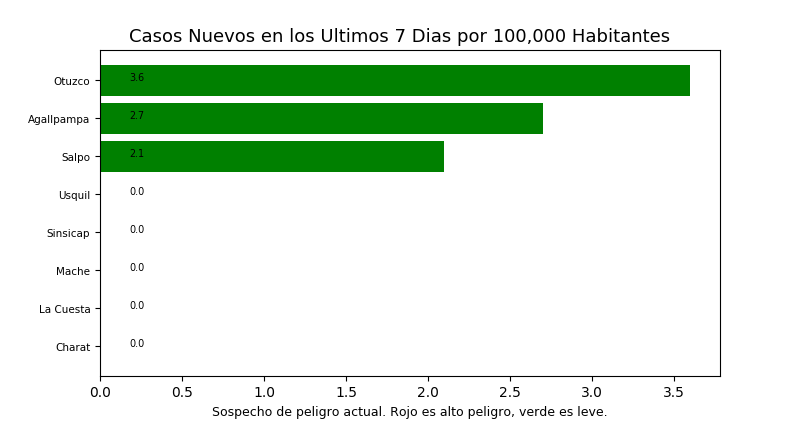 Casos Nuevos en los Ultimos 7 Dias por 100,000 Habitantes
Otuzco 3.6
Agallpampa 2.7
Salpo 2.1
Usquil 0.0
Sinsicap 0.0
Mache 0.0
La Cuesta 0.0
Charat 0.0
0.0 0.5 1.0 1.5 2.0 2.5 3.0 3.5
Sospecho de peligro actual. Rojo es alto peligro, verde es leve.